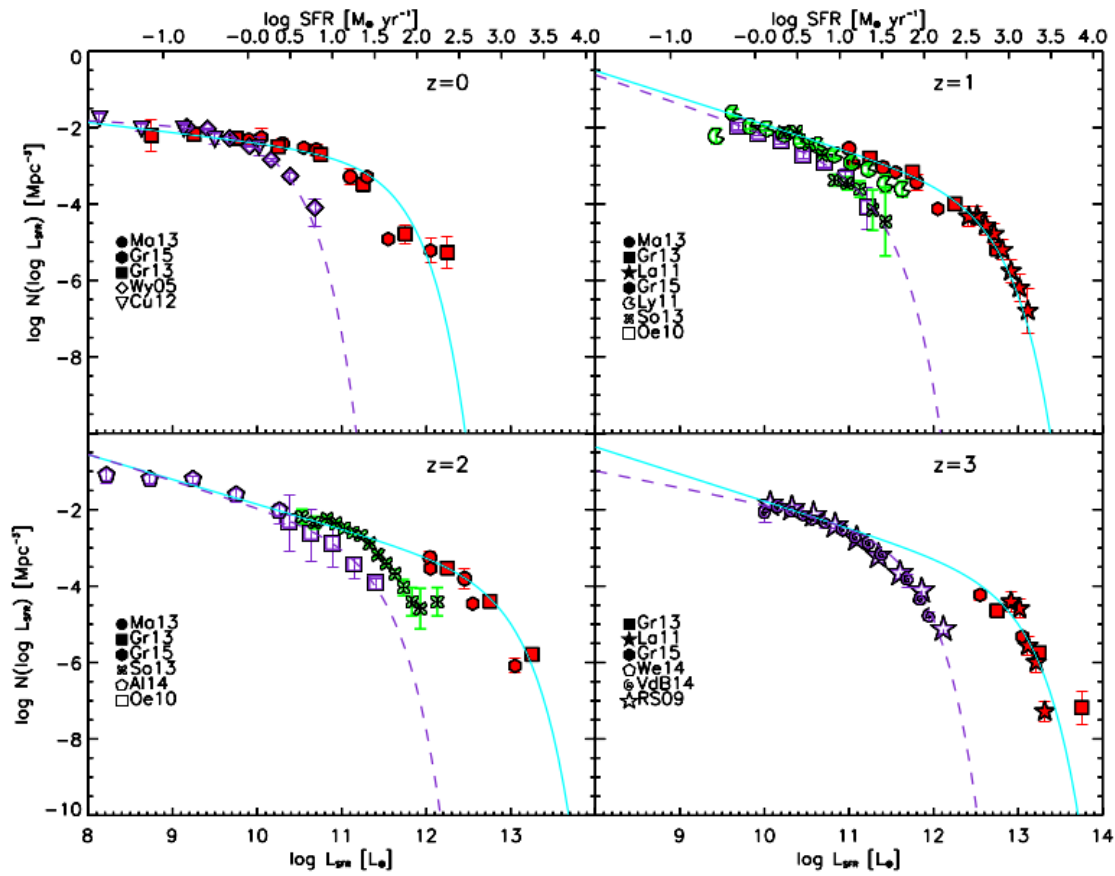 log SFR [M⊙ yr⁻¹] log SFR [M⊙ yr⁻¹]
-1.0 -0.0 0.4 1.0 1.5 2.0 2.5 3.0 3.5 4.0 -1.0 -0.0 0.4 1.0 1.5 2.0 2.5 3.0 3.5 4.0 5.0
0
-2
-4
-6
-8
log N(log L_SFR) [Mpc⁻³]
z=0
Ma13
Gr15
Gr13
Wy05
Cu12
z=1
Ma13
Gr13
La11
Gr15
Ly11
So13
Oe10
-2
-4
-6
-8
-10
log N(log L_SFR) [Mpc⁻³]
z=2
Ma13
Gr13
Gr15
So13
Al14
Oe10
z=3
Gr13
La11
Gr15
We14
VdB14
RS09
8 9 10 11 12 13 9 10 11 12 13 14
log L_SFR [L⊙] log L_SFR [L⊙]